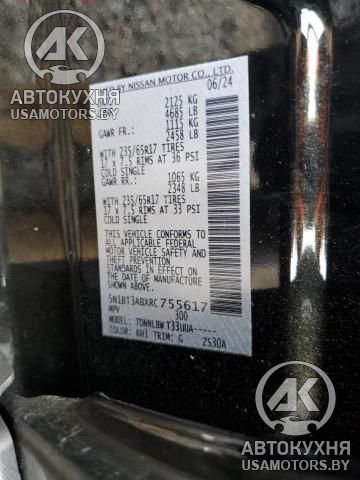 BY NISSAN MOTOR CO., LTD.
06/24
2125 KG
4685 LB
GAWR FR.: 1115 KG
2458 LB
WITH 235/65R17 TIRES
17 x 7.5 RIMS AT 36 PSI
COLD SINGLE
GAWR RR.: 1065 KG
2348 LB
WITH 235/65R17 TIRES
17 x 7.5 RIMS AT 33 PSI
COLD SINGLE
THIS VEHICLE CONFORMS TO
ALL APPLICABLE FEDERAL
MOTOR VEHICLE SAFETY AND
THEFT PREVENTION
STANDARDS IN EFFECT ON
THE DATE OF MANUFACTURE
SHOWN ABOVE.
5N1BT3ABXRC755617
MPV 300
MODEL: TDNNLBW T33UUA-----
COLOR: KH3 TRIM: G ZS30A
АВТОКУХНЯ
USAMOTORS.BY
АВТОКУХНЯ
USAMOTORS.BY